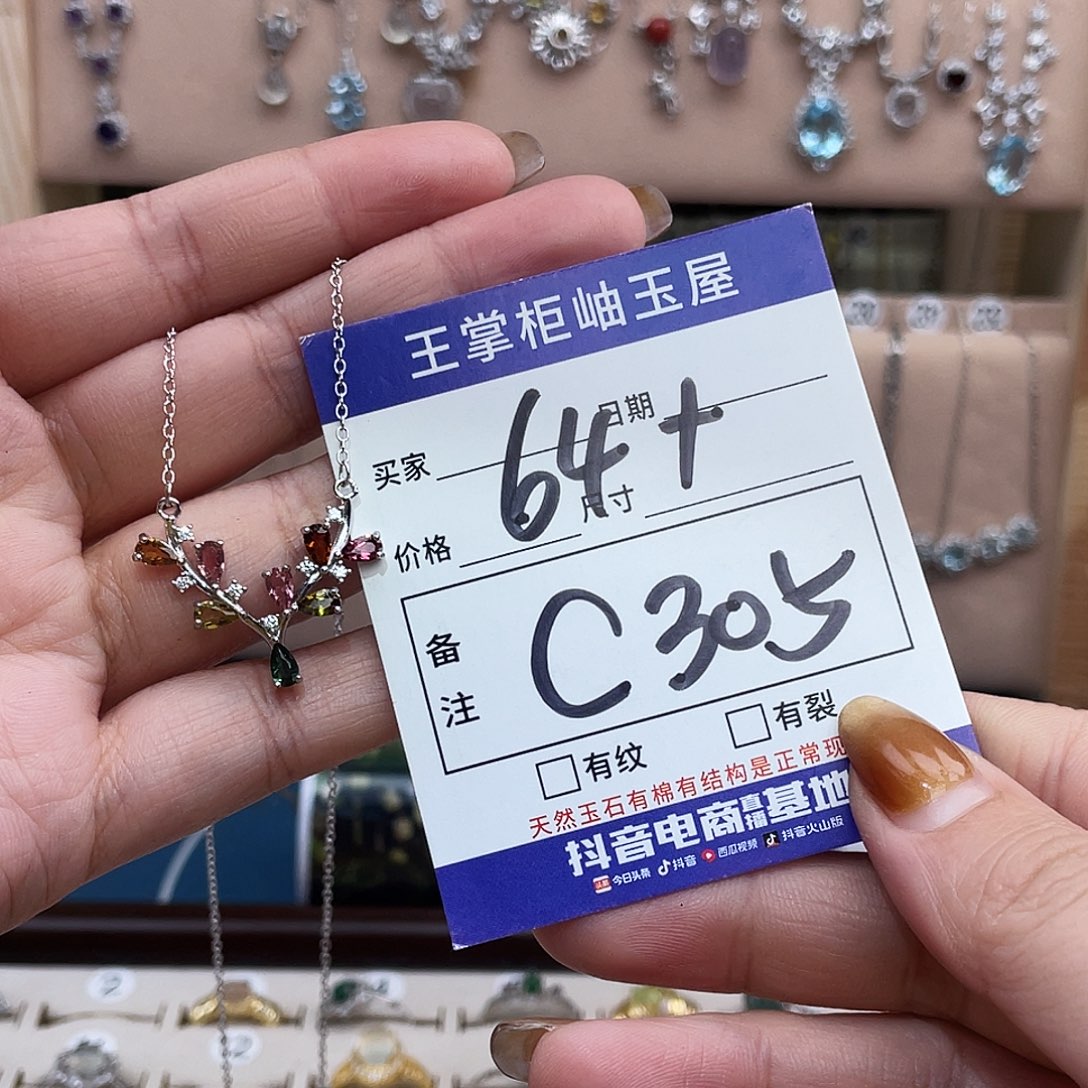 王掌柜岫玉屋
日期
买家
64+
尺寸
价格
备注
C305
有纹
有裂
天然玉石有棉有结构是正常现
抖音电商直播基地
今日头条 抖音 西瓜视频 抖音火山版